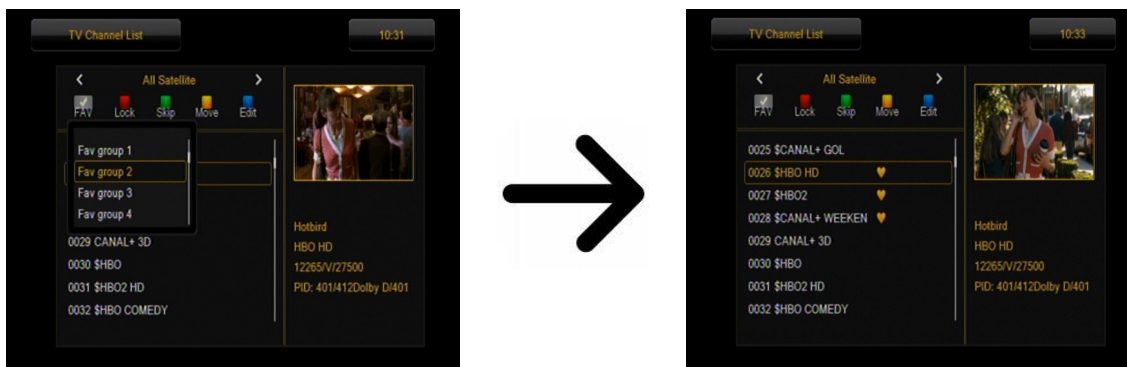 TV Channel List
10:31
All Satellite
FAV Lock Skip Move Edit
Fav group 1
Fav group 2
Fav group 3
Fav group 4
0029 CANAL+ 3D
0030 $HBO
0031 $HBO2 HD
0032 $HBO COMEDY
Hotbird
HBO HD
12265/V/27500
PID: 401/412Dolby D/401
TV Channel List
10:33
All Satellite
FAV Lock Skip Move Edit
0025 $CANAL+ GOL
0026 $HBO HD
0027 $HBO2
0028 $CANAL+ WEEKEN
0029 CANAL+ 3D
0030 $HBO
0031 $HBO2 HD
0032 $HBO COMEDY
Hotbird
HBO HD
12265/V/27500
PID: 401/412Dolby D/401